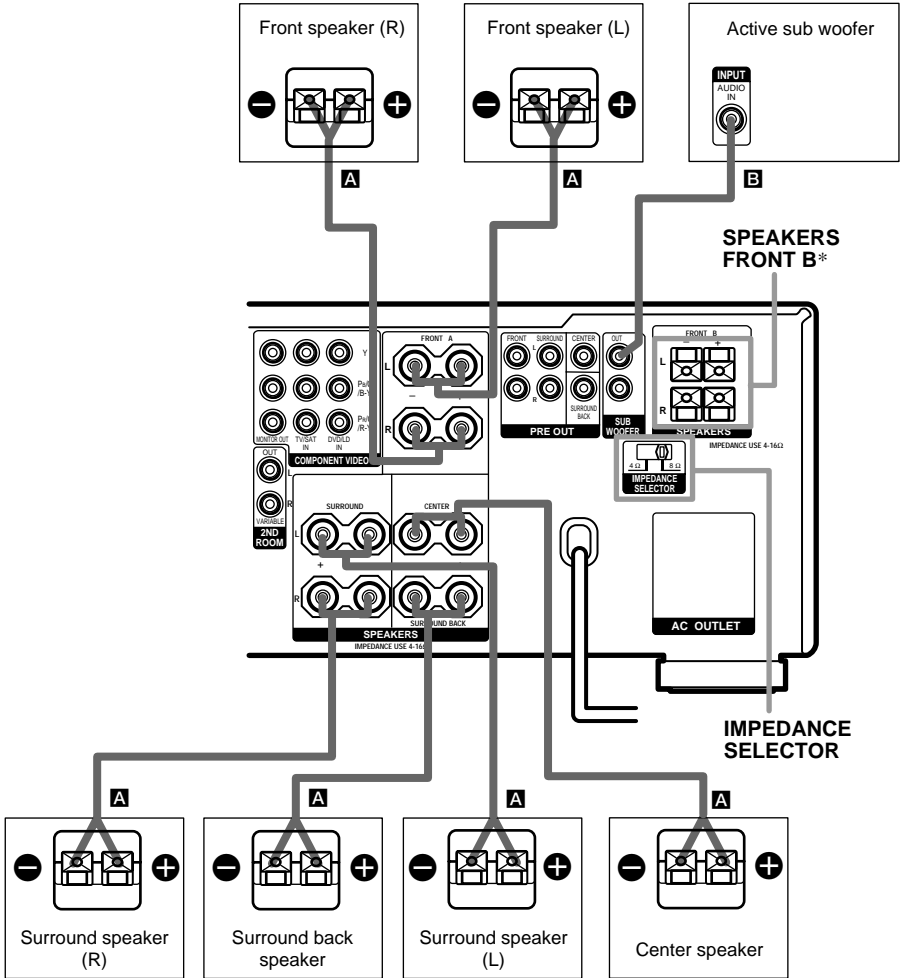 Front speaker (R)
Front speaker (L)
Active sub woofer
INPUT
AUDIO
IN
A
A
B
SPEAKERS
FRONT B*
FRONT A
L
R
– 
Y
/B-Y
/R-Y
MONITOR OUT
TV/SAT
IN
DVD/LD
IN
COMPONENT VIDEO
FRONT
SURROUND
CENTER
L
R
SURROUND
BACK
PRE OUT
OUT
SUB
WOOFER
FRONT B
– +
L
R
SPEAKERS
IMPEDANCE USE 4-16Ω
4 Ω 8 Ω
IMPEDANCE
SELECTOR
OUT
L
R
VARIABLE
2ND
ROOM
SURROUND
CENTER
L
+
R
SURROUND BACK
SPEAKERS
IMPEDANCE USE
AC OUTLET
IMPEDANCE
SELECTOR
A
A
A
A
Surround speaker
(R)
Surround back
speaker
Surround speaker
(L)
Center speaker